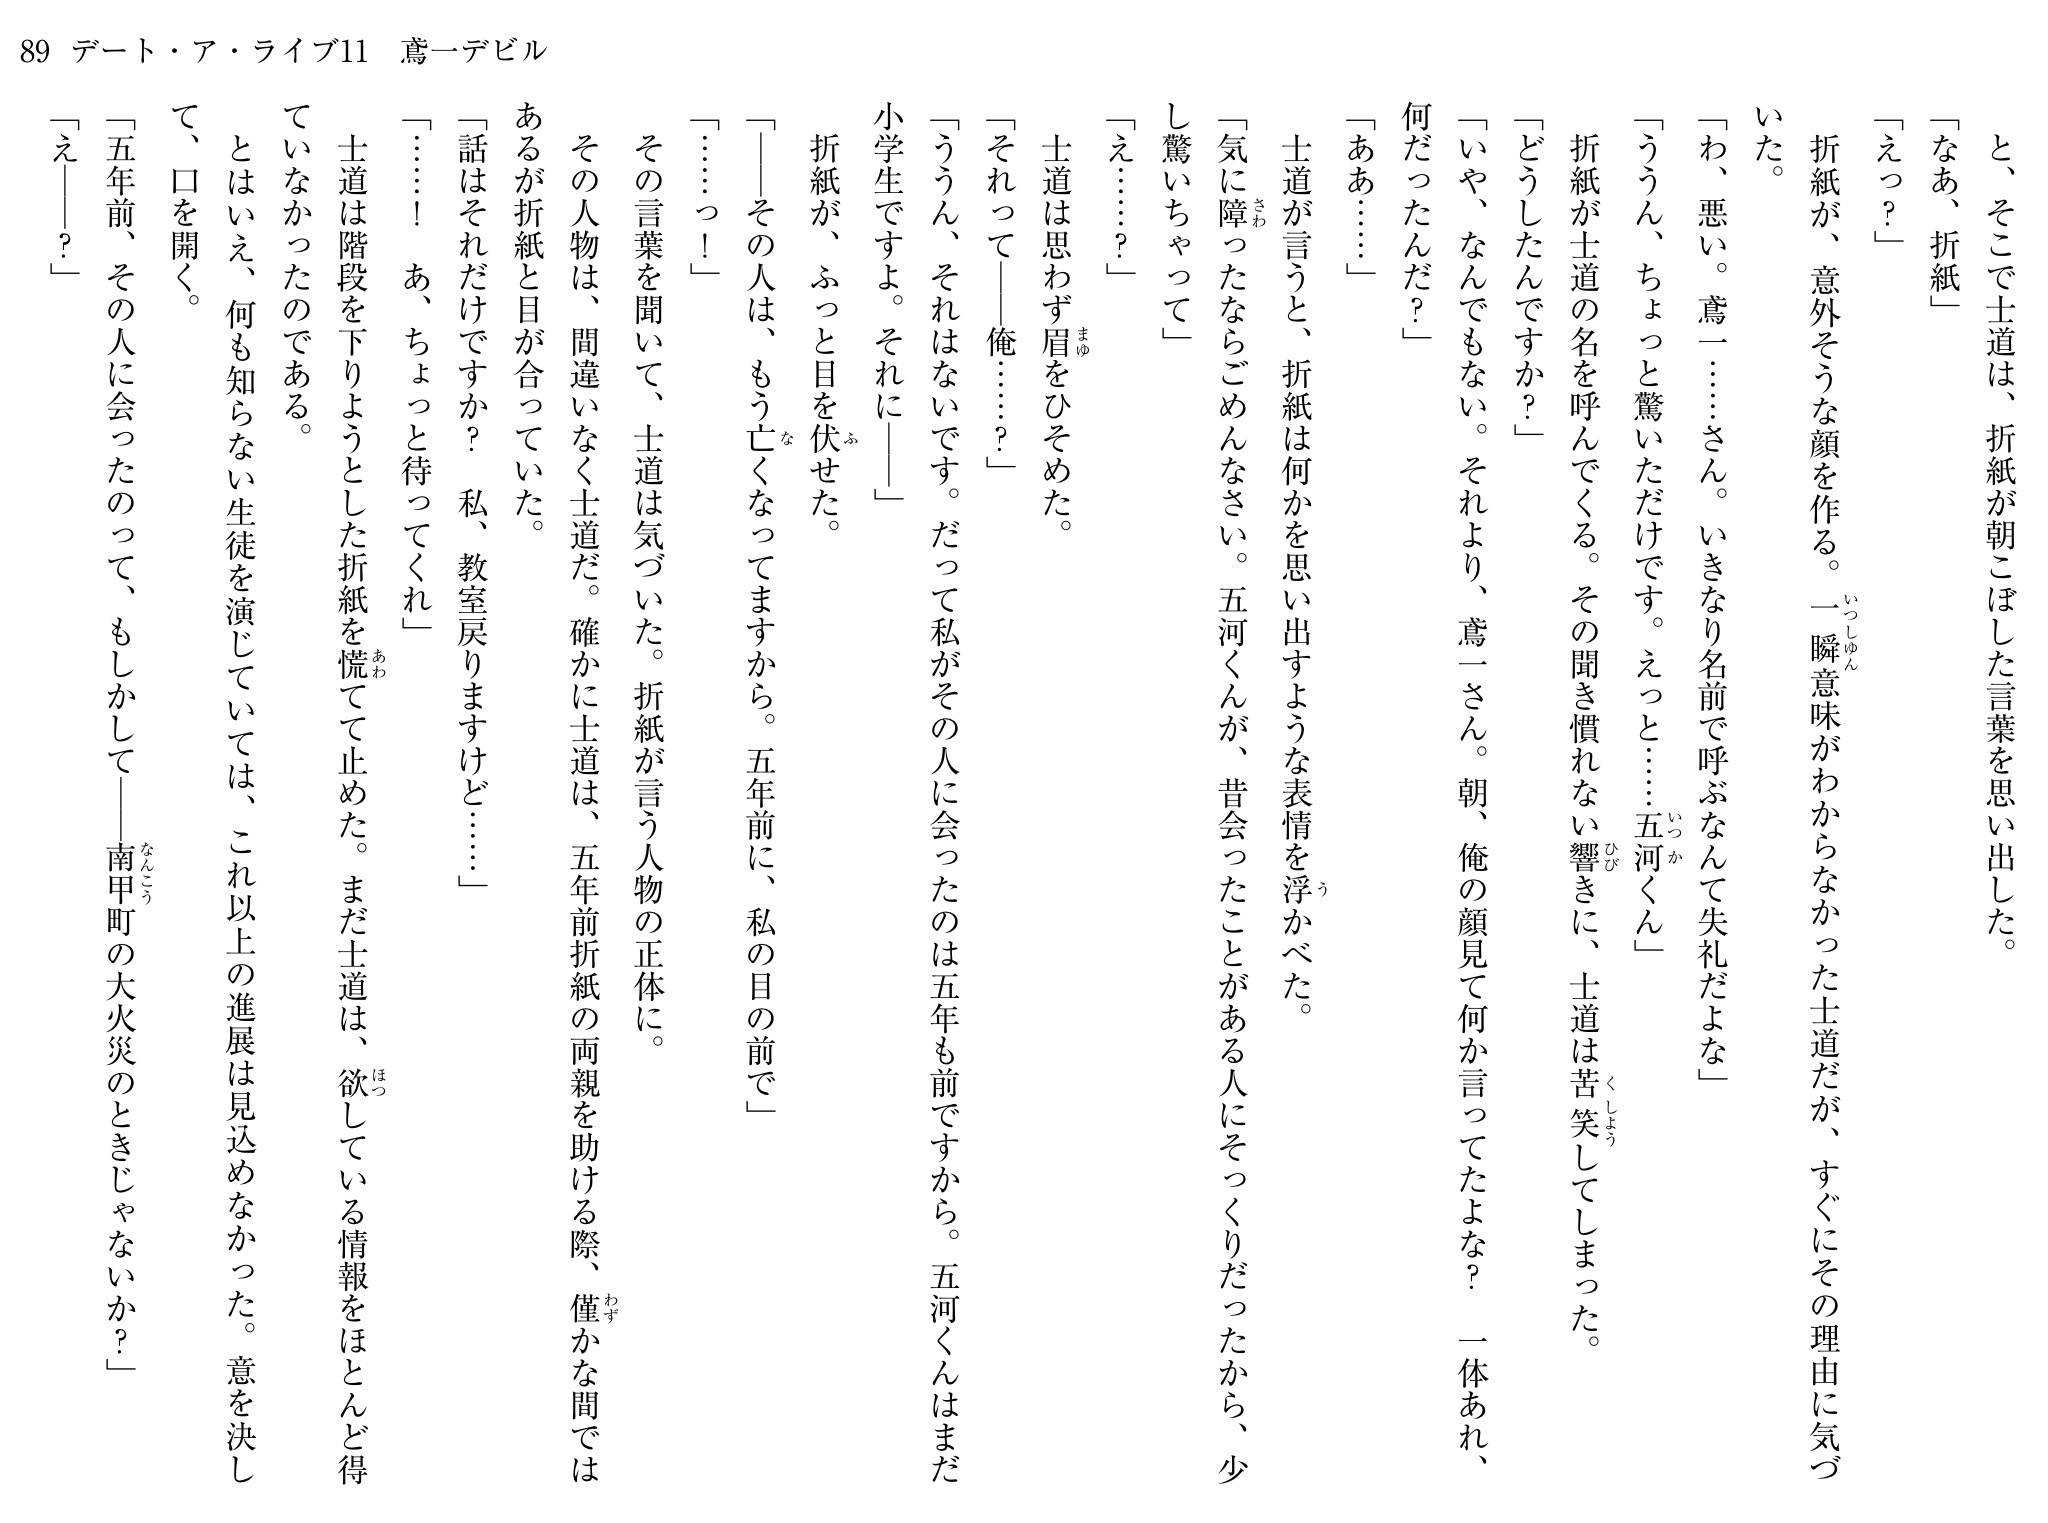 89 デート・ア・ライブ11　鳶一デビル
　と、そこで士道は、折紙が朝こぼした言葉を思い出した。
「なあ、折紙」
「えっ？」
　折紙が、意外そうな顔を作る。一瞬意味がわからなかった士道だが、すぐにその理由に気づ
いた。
「わ、悪い。鳶一……さん。いきなり名前で呼ぶなんて失礼だよな」
「ううん、ちょっと驚いただけです。えっと……五河くん」
　折紙が士道の名を呼んでくる。その聞き慣れない響きに、士道は苦笑してしまった。
「どうしたんですか？」
「いや、なんでもない。それより、鳶一さん。朝、俺の顔見て何か言ってたよな？　一体あれ、
何だったんだ？」
「ああ……」
　士道が言うと、折紙は何かを思い出すような表情を浮かべた。
「気に障ったならごめんなさい。五河くんが、昔会ったことがある人にそっくりだったから、少
し驚いちゃって」
「え……？」
　士道は思わず眉をひそめた。
「それって――俺……？」
「ううん、それはないです。だって私がその人に会ったのは五年も前ですから。五河くんはまだ
小学生ですよ。それに――」
　折紙が、ふっと目を伏せた。
「――その人は、もう亡くなってますから。五年前に、私の目の前で」
「……っ！」
　その言葉を聞いて、士道は気づいた。折紙が言う人物の正体に。
　その人物は、間違いなく士道だ。確かに士道は、五年前折紙の両親を助ける際、僅かな間では
あるが折紙と目が合っていた。
「話はそれだけですか？　私、教室戻りますけど……」
「……！　あ、ちょっと待ってくれ」
　士道は階段を下りようとした折紙を慌てて止めた。まだ士道は、欲している情報をほとんど得
ていなかったのである。
　とはいえ、何も知らない生徒を演じていては、これ以上の進展は見込めなかった。意を決し
て、口を開く。
「五年前、その人に会ったのって、もしかして――南甲町の大火災のときじゃないか？」
「え――？」